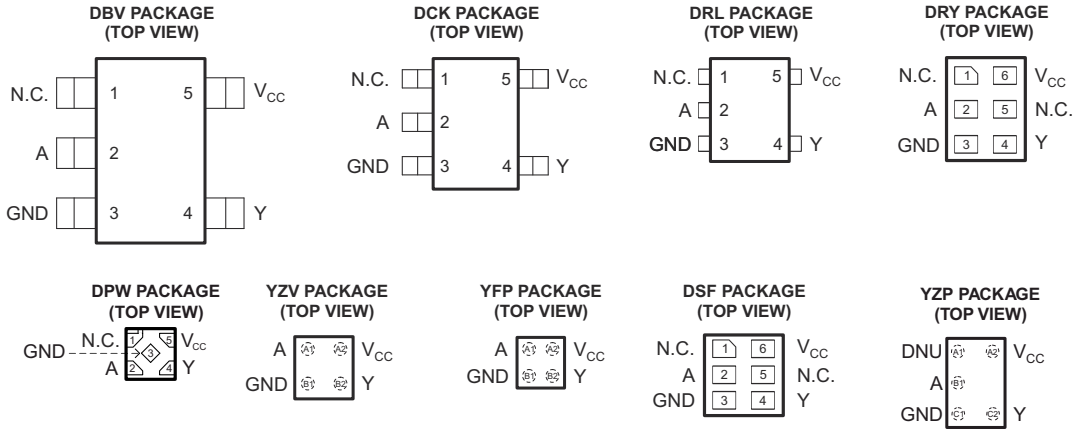 DBV PACKAGE
(TOP VIEW)
N.C. 1 5 VCC
A 2
GND 3 4 Y
DCK PACKAGE
(TOP VIEW)
N.C. 1 5 VCC
A 2
GND 3 4 Y
DRL PACKAGE
(TOP VIEW)
N.C. 1 5 VCC
A 2
GND 3 4 Y
DRY PACKAGE
(TOP VIEW)
N.C. 1 6 VCC
A 2 5 N.C.
GND 3 4 Y
DPW PACKAGE
(TOP VIEW)
N.C. 1 5 VCC
GND 3
A 2 4 Y
YZV PACKAGE
(TOP VIEW)
A A1 A2 VCC
GND B1 B2 Y
YFP PACKAGE
(TOP VIEW)
A A1 A2 VCC
GND B1 B2 Y
DSF PACKAGE
(TOP VIEW)
N.C. 1 6 VCC
A 2 5 N.C.
GND 3 4 Y
YZP PACKAGE
(TOP VIEW)
DNU A1 A2 VCC
A B1
GND C1 C2 Y